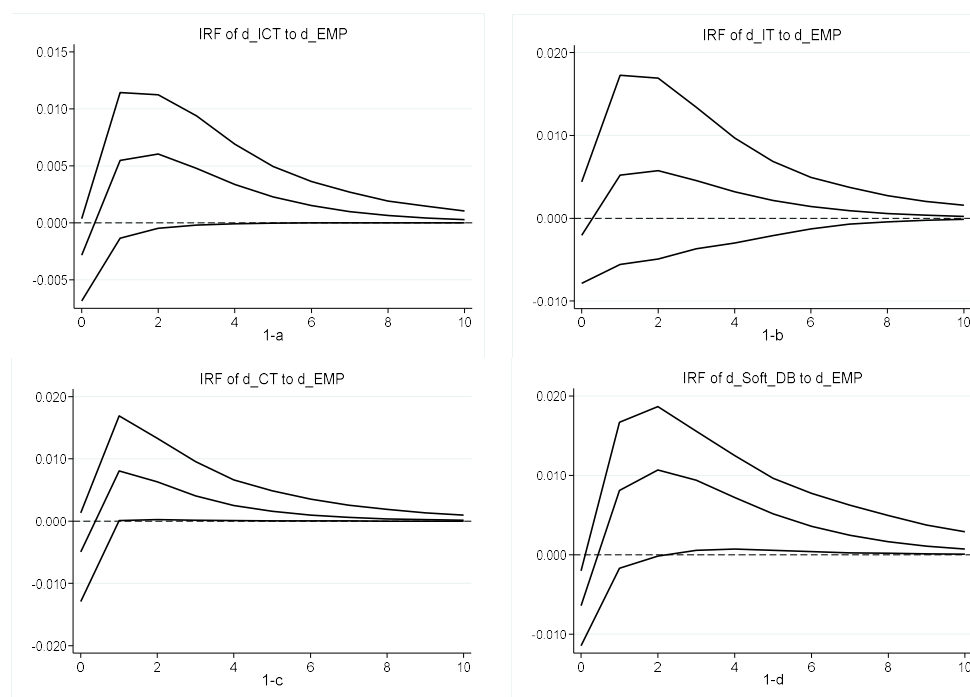 IRF of d_ICT to d_EMP
0.015
0.010
0.005
0.000
-0.005
0 2 4 6 8 10
1-a
IRF of d_IT to d_EMP
0.020
0.010
0.000
-0.010
0 2 4 6 8 10
1-b
IRF of d_CT to d_EMP
0.020
0.010
0.000
-0.010
-0.020
0 2 4 6 8 10
1-c
IRF of d_Soft_DB to d_EMP
0.020
0.010
0.000
-0.010
0 2 4 6 8 10
1-d